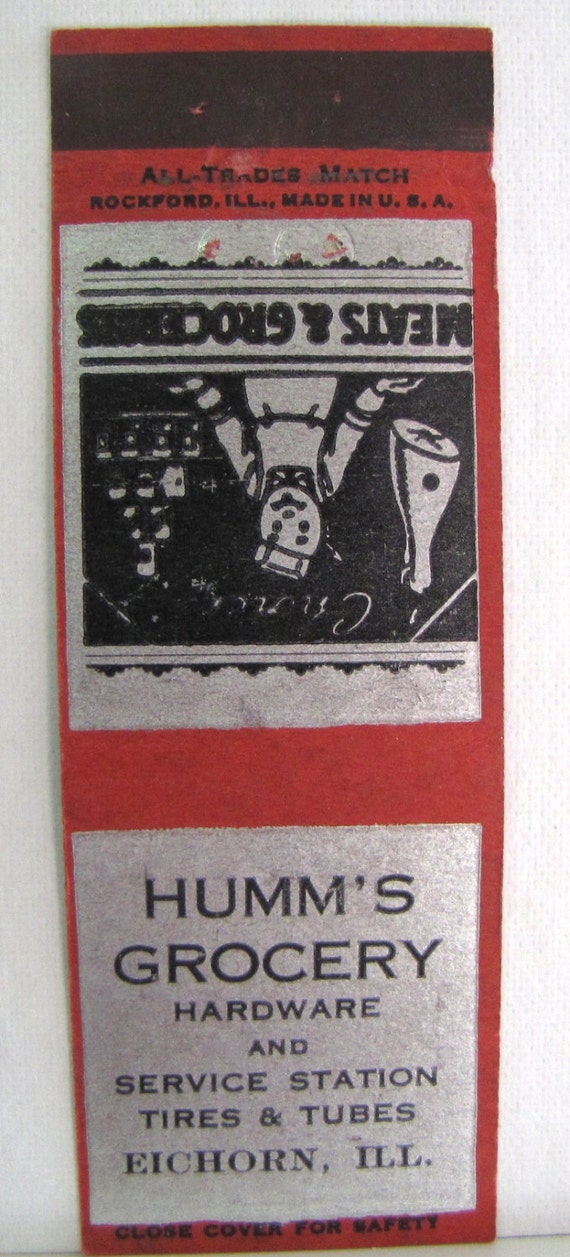 ALL-TRADES MATCH
ROCKFORD, ILL., MADE IN U. S. A.
MEATS & GROCERIES
Choice
HUMM'S
GROCERY
HARDWARE
AND
SERVICE STATION
TIRES & TUBES
EICHORN, ILL.
CLOSE COVER FOR SAFETY